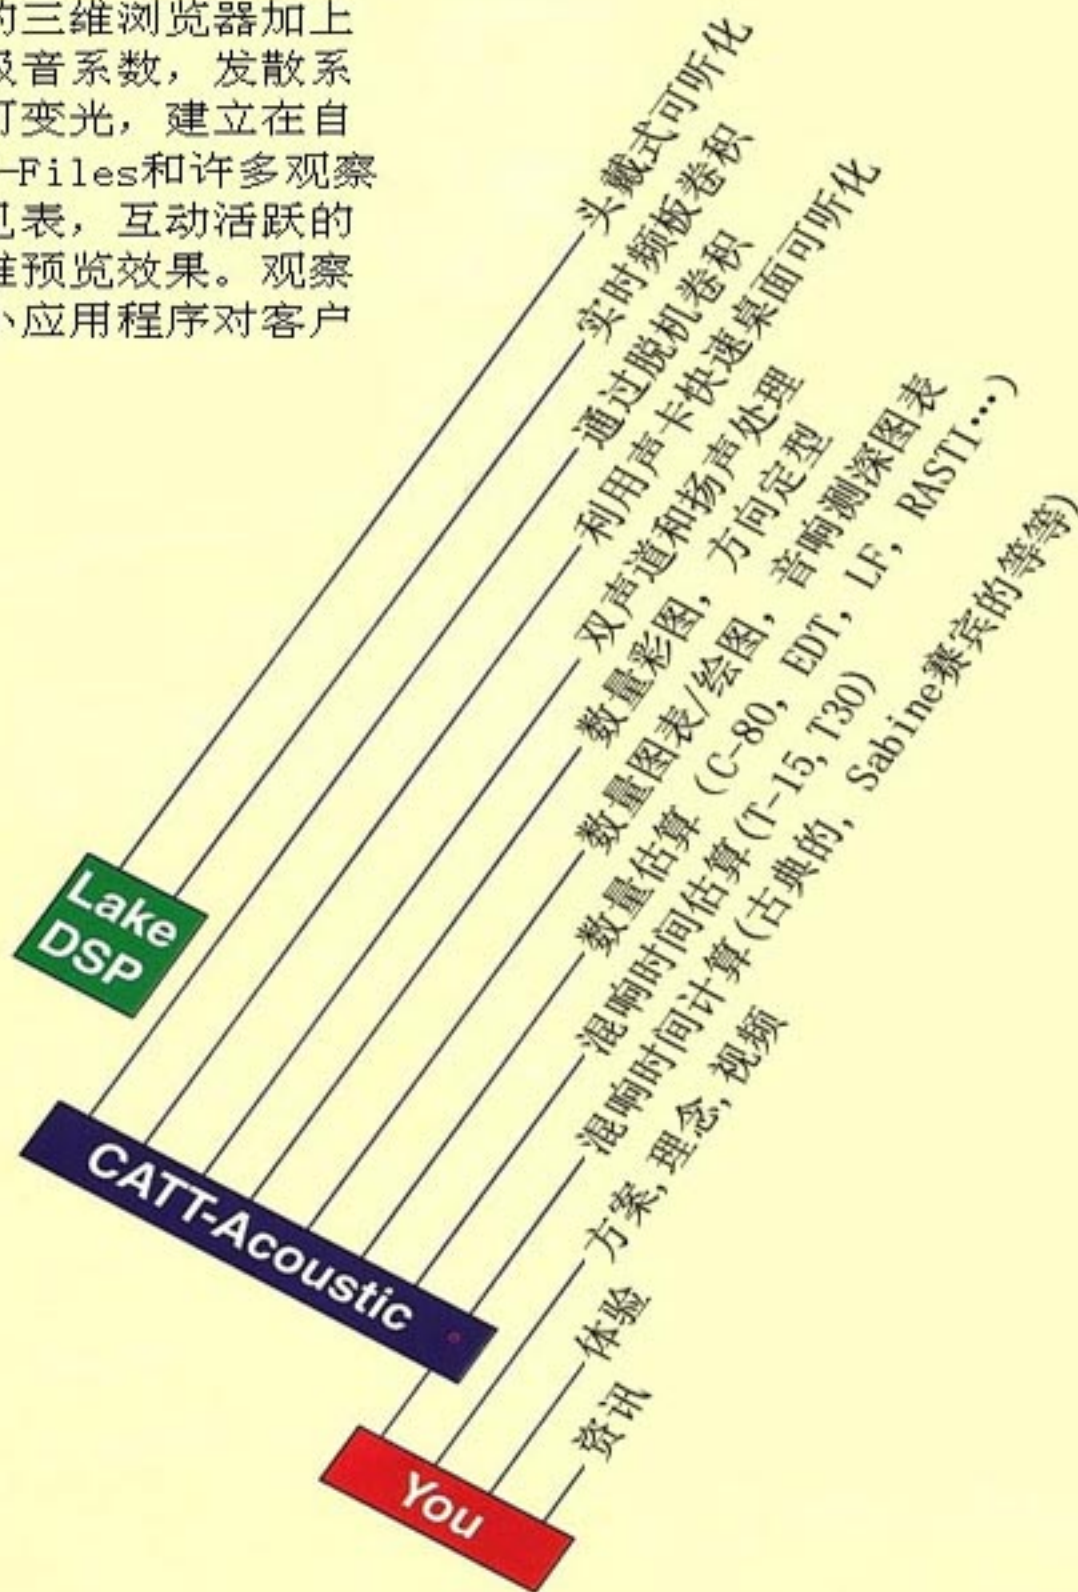 的三维浏览器加上
吸音系数，发散系
可变光，建立在自
-Files和许多观察
见表，互动活跃的
维预览效果。观察
小应用程序对客户
头戴式可听化
实时频板卷积
通过脱机卷积
利用声卡快速桌面可听化
双声道和扬声处理
数量彩图，方向定型
数量图表/绘图，音响测深图表
数量估算（C-80，EDT，LF，RASTI…）
混响时间估算(T-15,T30)
混响时间计算(古典的，Sabine赛宾的等等)
方案,理念,视频
体验
资讯
Lake
DSP
CATT-Acoustic
You